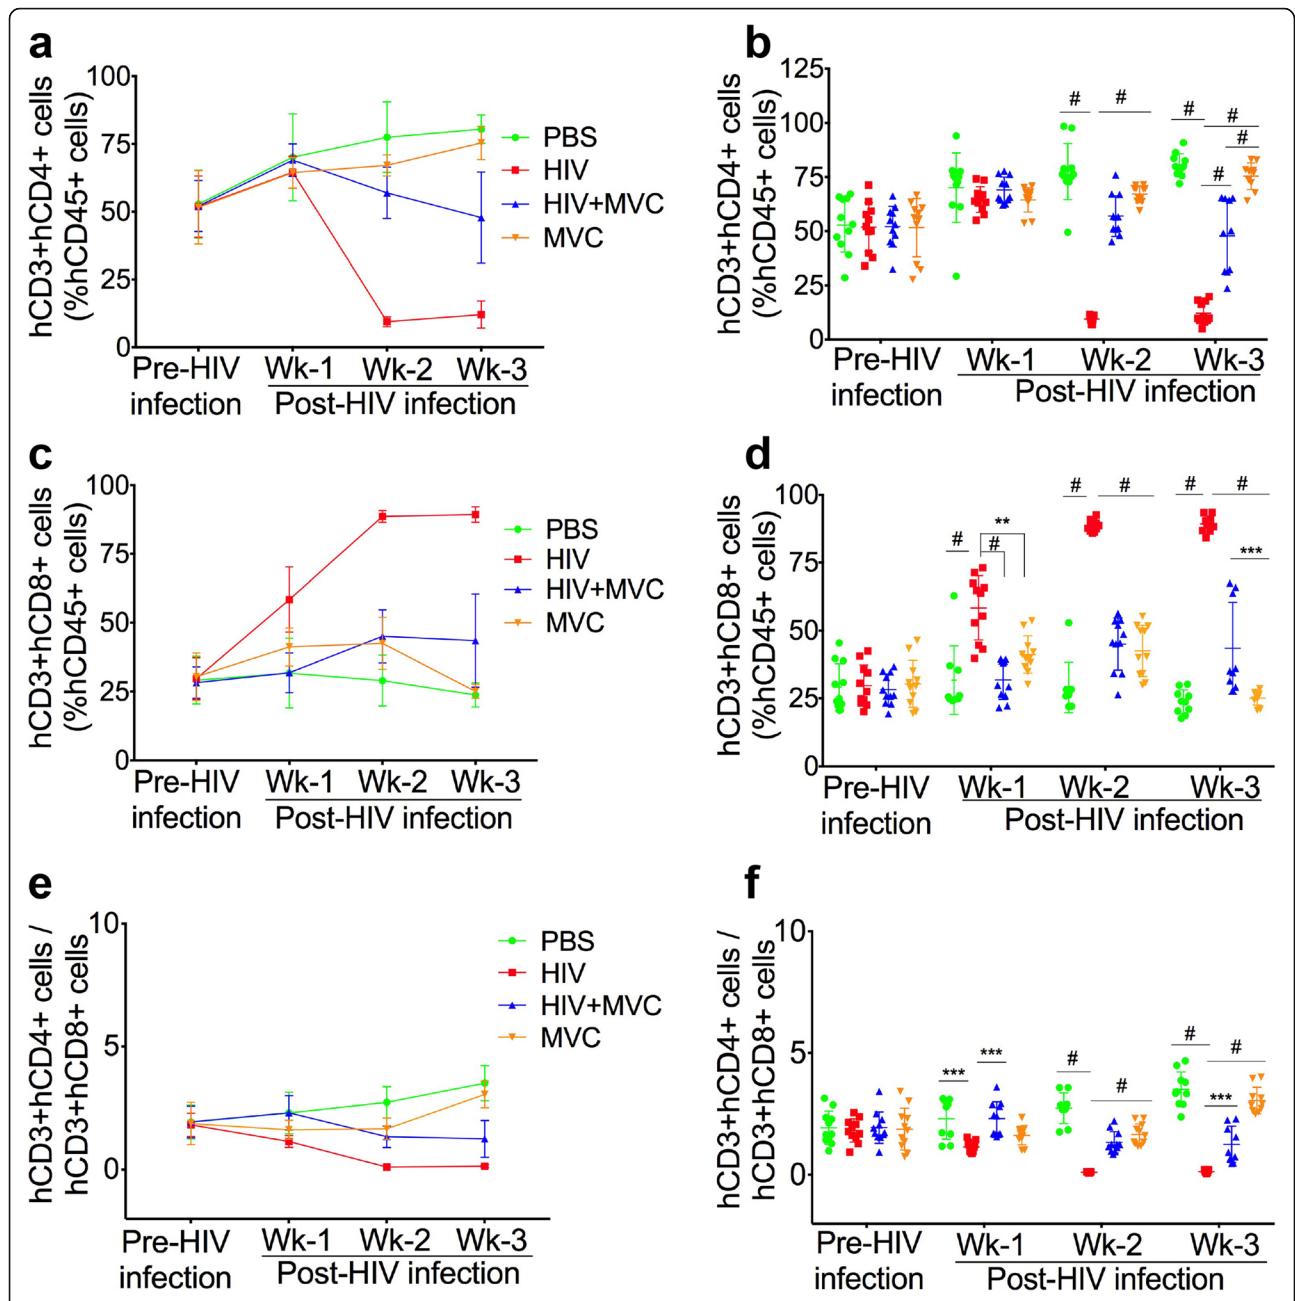 a
hCD3+hCD4+ cells
(%hCD45+ cells)
100
75
50
25
0
PBS
HIV
HIV+MVC
MVC
Pre-HIV
infection
Wk-1
Wk-2
Wk-3
Post-HIV infection
b
hCD3+hCD4+ cells
(%hCD45+ cells)
125
100
75
50
25
0
#
#
#
#
#
#
Pre-HIV
infection
Wk-1
Wk-2
Wk-3
Post-HIV infection
c
hCD3+hCD8+ cells
(%hCD45+ cells)
100
75
50
25
0
PBS
HIV
HIV+MVC
MVC
Pre-HIV
infection
Wk-1
Wk-2
Wk-3
Post-HIV infection
d
hCD3+hCD8+ cells
(%hCD45+ cells)
100
75
50
25
0
#
**
#
#
#
#
#
***
Pre-HIV
infection
Wk-1
Wk-2
Wk-3
Post-HIV infection
e
hCD3+hCD4+ cells /
hCD3+hCD8+ cells
10
5
0
PBS
HIV
HIV+MVC
MVC
Pre-HIV
infection
Wk-1
Wk-2
Wk-3
Post-HIV infection
f
hCD3+hCD4+ cells /
hCD3+hCD8+ cells
10
5
0
***
***
#
#
#
#
***
Pre-HIV
infection
Wk-1
Wk-2
Wk-3
Post-HIV infection